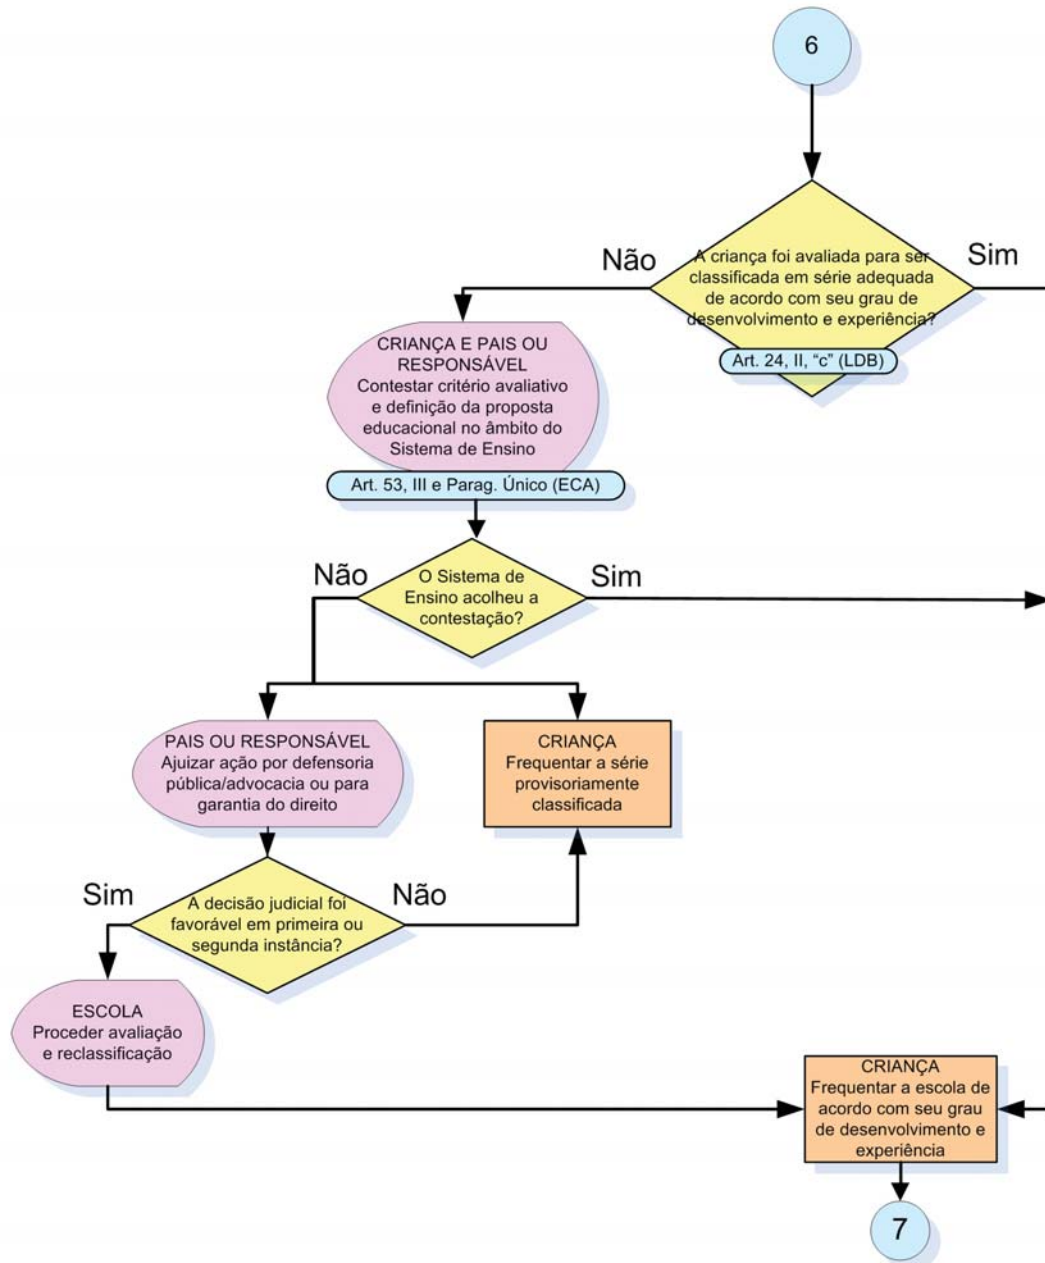 6
Não
Sim
A criança foi avaliada para ser
classificada em série adequada
de acordo com seu grau de
desenvolvimento e experiência?
Art. 24, II, “c” (LDB)
CRIANÇA E PAIS OU
RESPONSÁVEL
Contestar critério avaliativo
e definição da proposta
educacional no âmbito do
Sistema de Ensino
Art. 53, III e Parag. Único (ECA)
Não
Sim
O Sistema de
Ensino acolheu a
contestação?
PAIS OU RESPONSÁVEL
Ajuizar ação por defensoria
pública/advocacia ou para
garantia do direito
CRIANÇA
Frequentar a série
provisoriamente
classificada
Sim
Não
A decisão judicial foi
favorável em primeira ou
segunda instância?
ESCOLA
Proceder avaliação
e reclassificação
CRIANÇA
Frequentar a escola de
acordo com seu grau
de desenvolvimento e
experiência
7